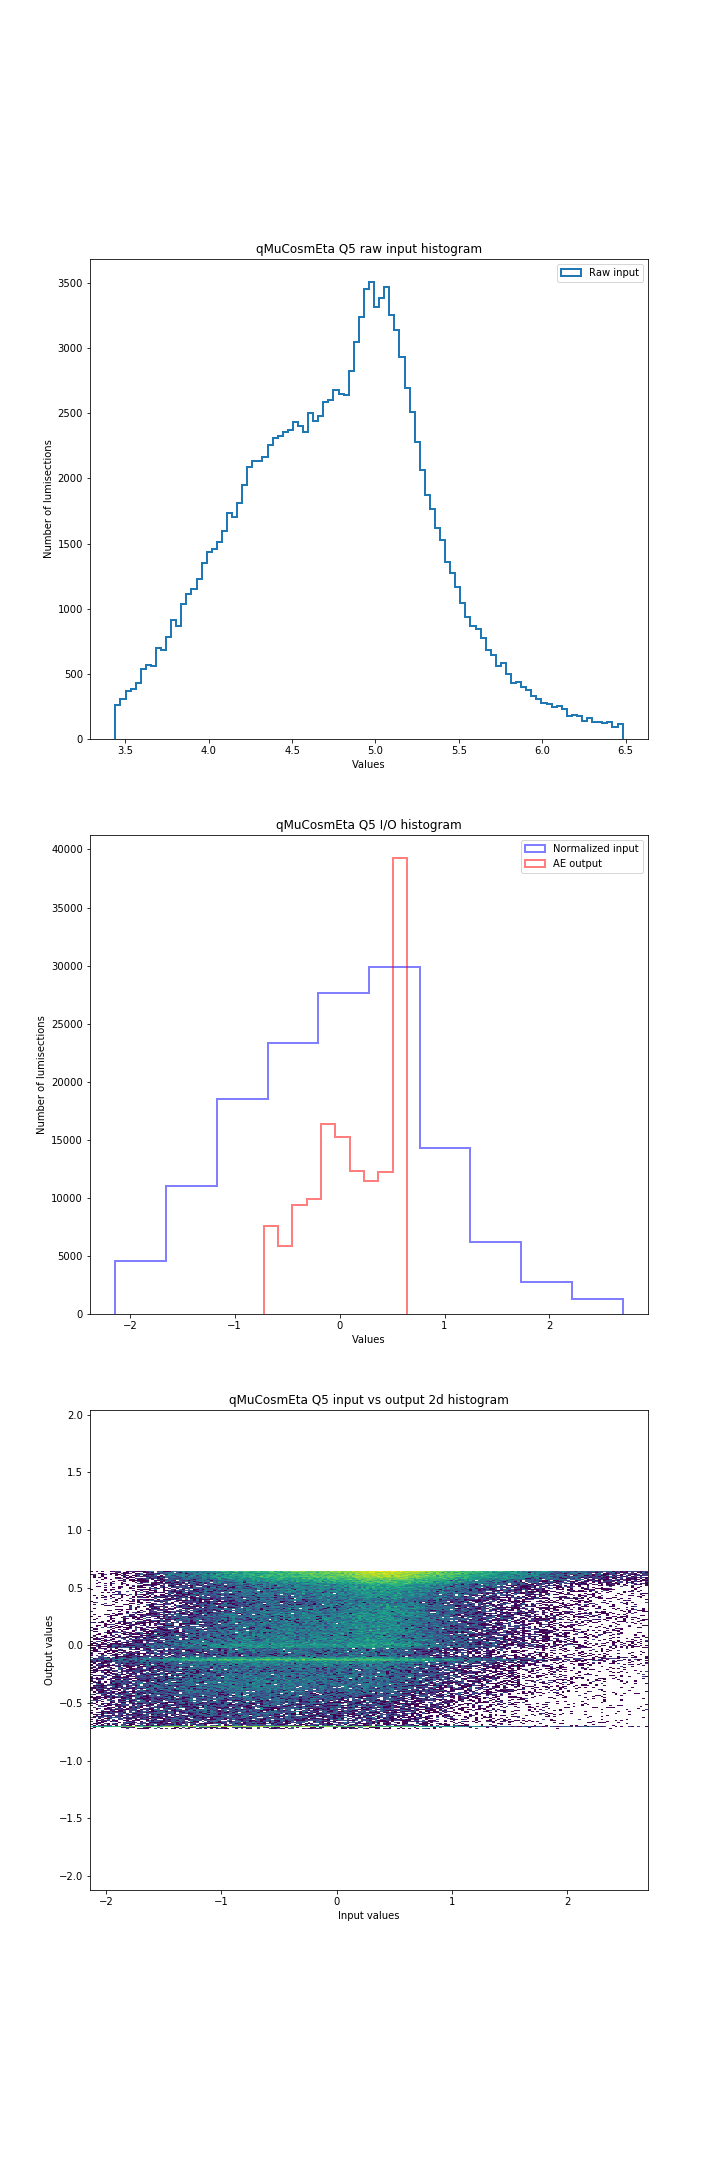 qMuCosmEta Q5 raw input histogram
Raw input
3500
3000
2500
2000
1500
1000
500
0
Number of lumisections
3.5 4.0 4.5 5.0 5.5 6.0 6.5
Values
qMuCosmEta Q5 I/O histogram
Normalized input
AE output
40000
35000
30000
25000
20000
15000
10000
5000
0
Number of lumisections
−2 −1 0 1 2
Values
qMuCosmEta Q5 input vs output 2d histogram
2.0
1.5
1.0
0.5
0.0
−0.5
−1.0
−1.5
−2.0
Output values
−2 −1 0 1 2
Input values